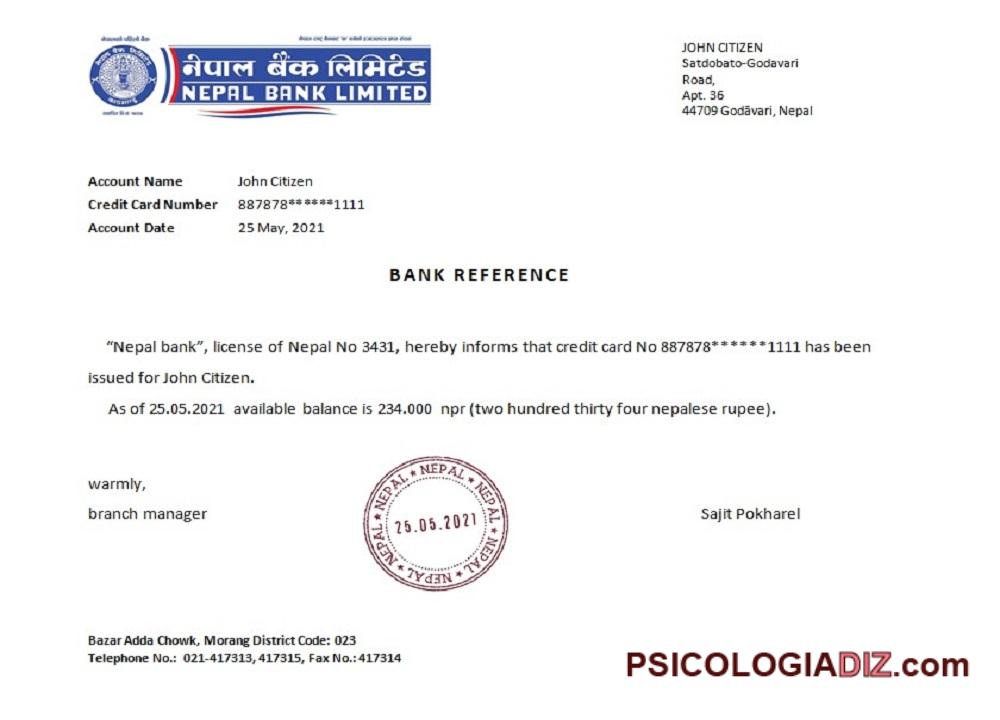 नेपाल बैंक लिमिटेड
NEPAL BANK LIMITED
JOHN CITIZEN
Satdobato-Godavari
Road,
Apt. 36
44709 Godāvari, Nepal
Account Name John Citizen
Credit Card Number 887878******1111
Account Date 25 May, 2021
BANK REFERENCE
“Nepal bank”, license of Nepal No 3431, hereby informs that credit card No 887878******1111 has been
issued for John Citizen.
As of 25.05.2021 available balance is 234.000 npr (two hundred thirty four nepalese rupee).
warmly,
branch manager
NEPAL ★ NEPAL ★ NEPAL ★ NEPAL ★ NEPAL ★ NEPAL ★ NEPAL ★
25.05.2021
Sajit Pokharel
Bazar Adda Chowk, Morang District Code: 023
Telephone No.: 021-417313, 417315, Fax No.: 417314
PSICOLOGIADIZ.com